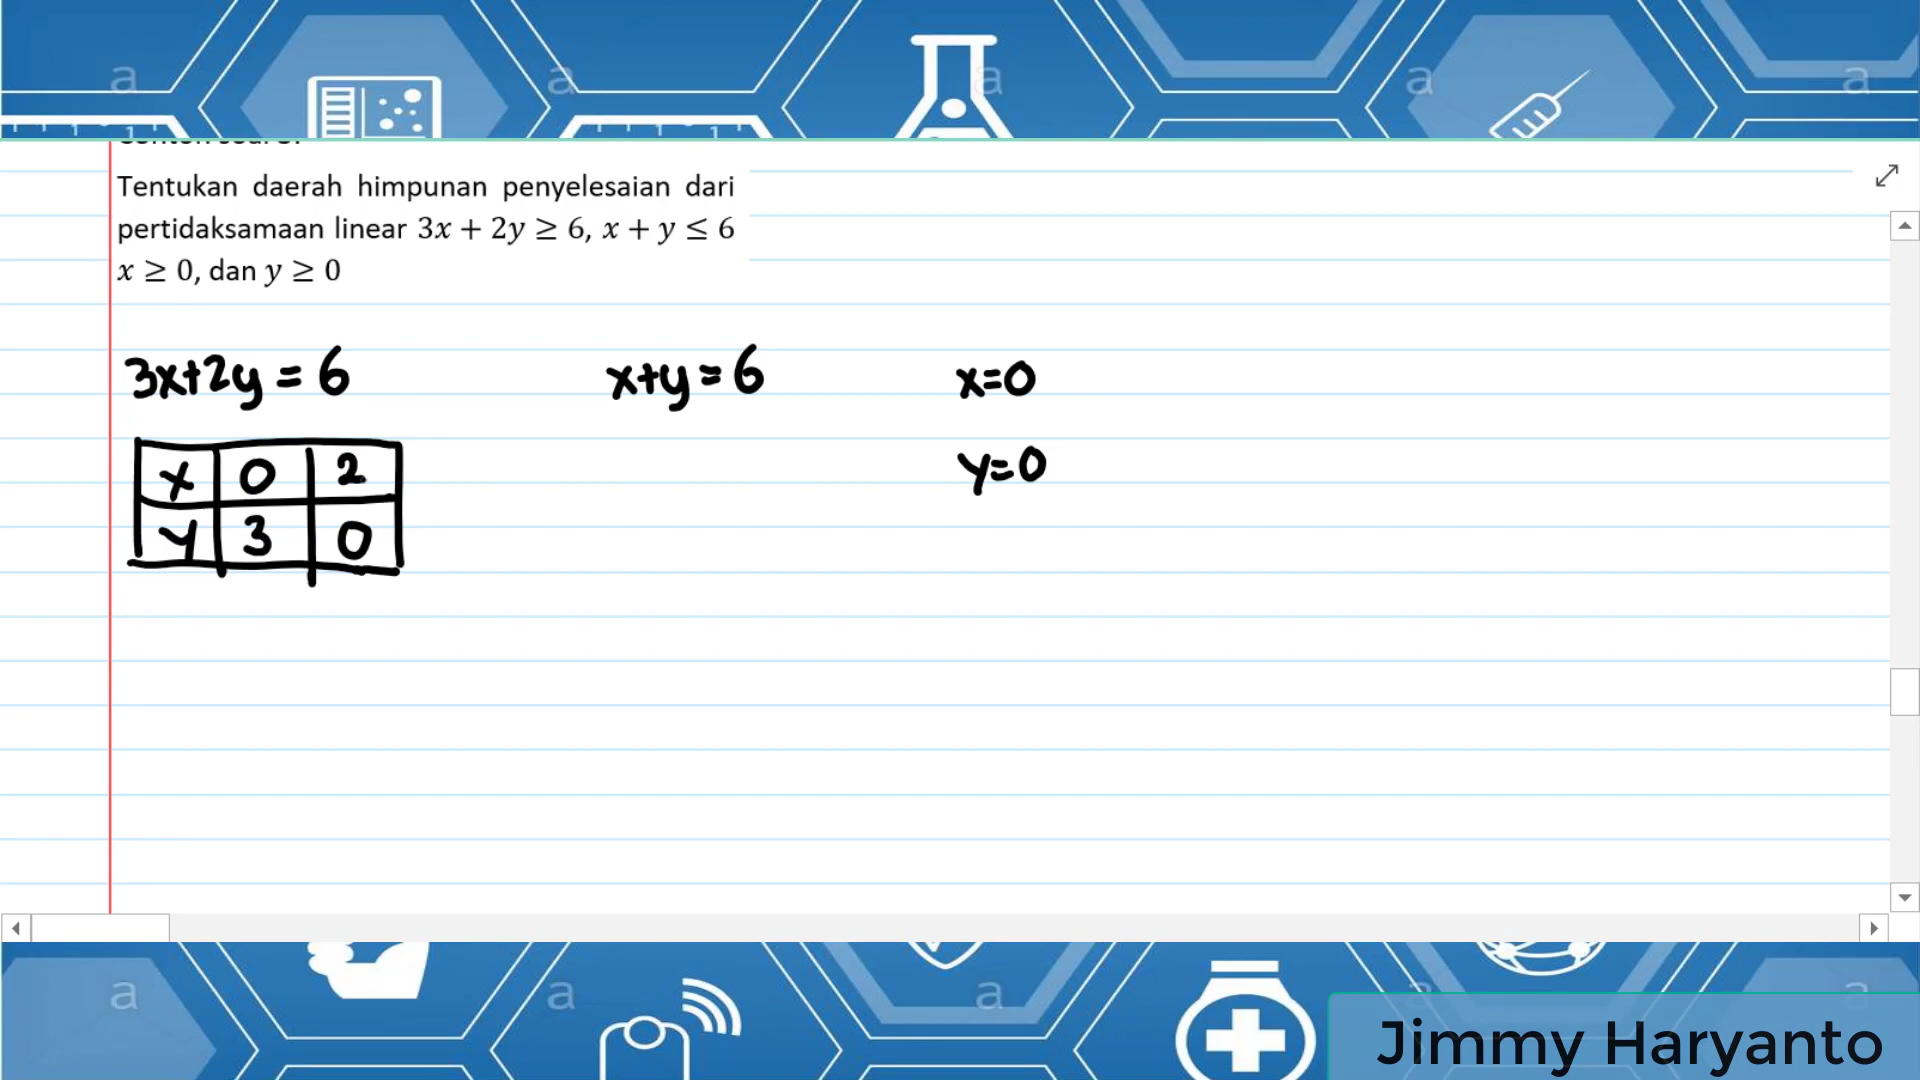 Tentukan daerah himpunan penyelesaian dari
pertidaksamaan linear 3x + 2y ≥ 6, x + y ≤ 6
x ≥ 0, dan y ≥ 0
3x+2y = 6
x+y = 6
x=0
y=0
x 0 2
y 3 0
a a a a a
a a a a
Jimmy Haryanto